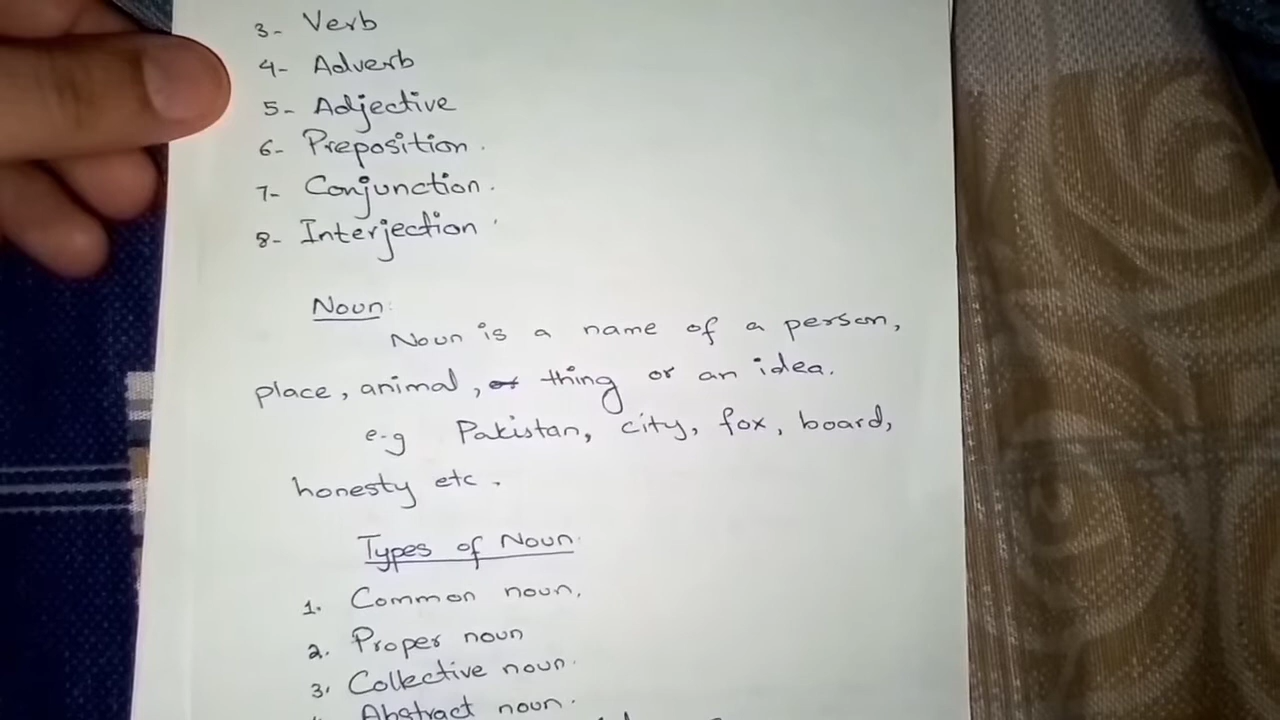 3- Verb
4- Adverb
5- Adjective
6- Preposition.
7- Conjunction.
8- Interjection.
Noun:
Noun is a name of a person,
place, animal, or thing or an idea.
e-g Pakistan, city, fox, board,
honesty etc.
Types of Noun:
1. Common noun.
2. Proper noun
3. Collective noun.
Abstract noun.